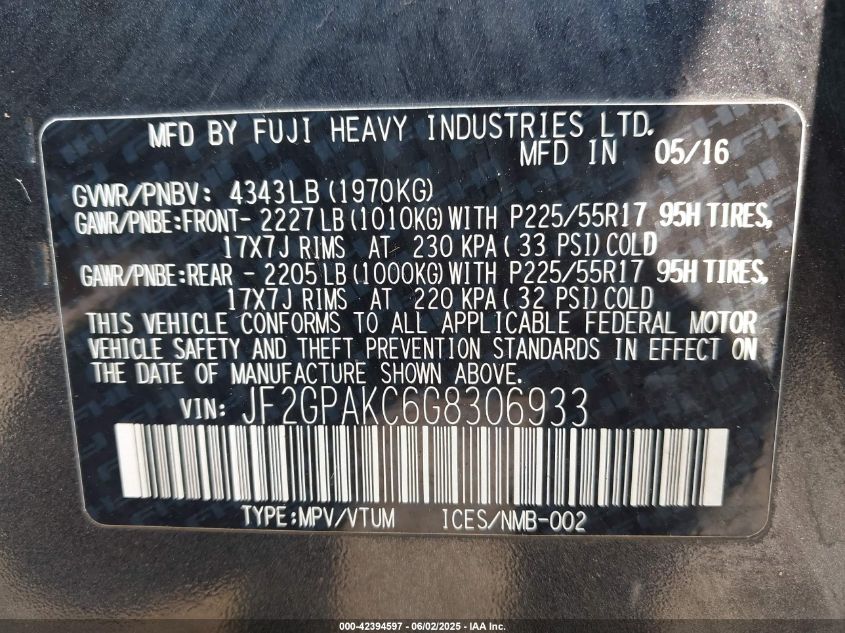 MFD BY FUJI HEAVY INDUSTRIES LTD.
MFD IN 05/16
GVWR/PNBV: 4343LB (1970KG)
GAWR/PNBE:FRONT- 2227LB (1010KG) WITH P225/55R17 95H TIRES,
17X7J RIMS AT 230 KPA ( 33 PSI) COLD
GAWR/PNBE:REAR - 2205LB (1000KG) WITH P225/55R17 95H TIRES,
17X7J RIMS AT 220 KPA ( 32 PSI) COLD
THIS VEHICLE CONFORMS TO ALL APPLICABLE FEDERAL MOTOR
VEHICLE SAFETY AND THEFT PREVENTION STANDARDS IN EFFECT ON
THE DATE OF MANUFACTURE SHOWN ABOVE.
VIN: JF2GPAKC6G8306933
TYPE:MPV/VTUM ICES/NMB-002
000-42394597 - 06/02/2025 - IAA Inc.